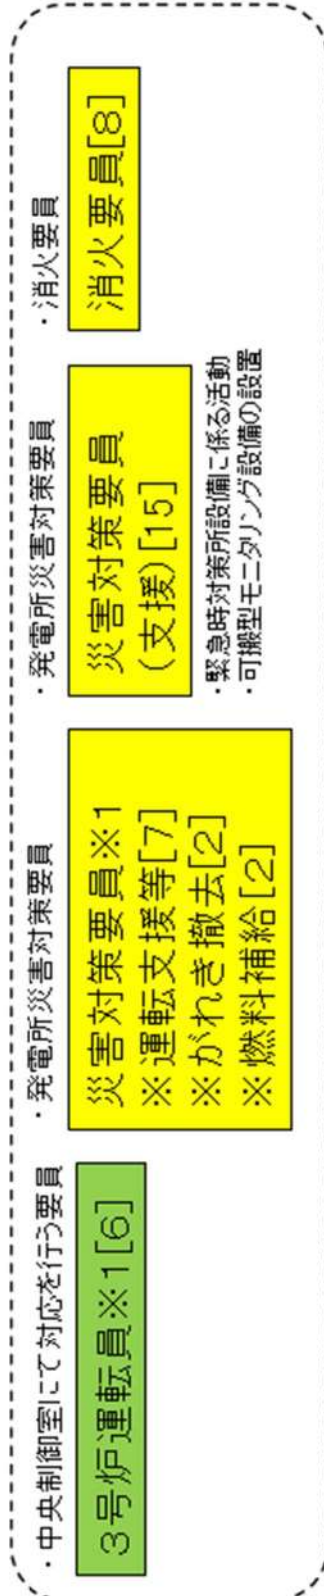 ・中央制御室にて対応を行う要員
3号炉運転員※1[6]
・発電所災害対策要員
災害対策要員※1
※運転支援等[7]
※がれき撤去[2]
※燃料補給[2]
・発電所災害対策要員
災害対策要員
(支援)[15]
・緊急時対策所設備に係る活動
・可搬型モニタリング設備の設置
・消火要員
消火要員[8]